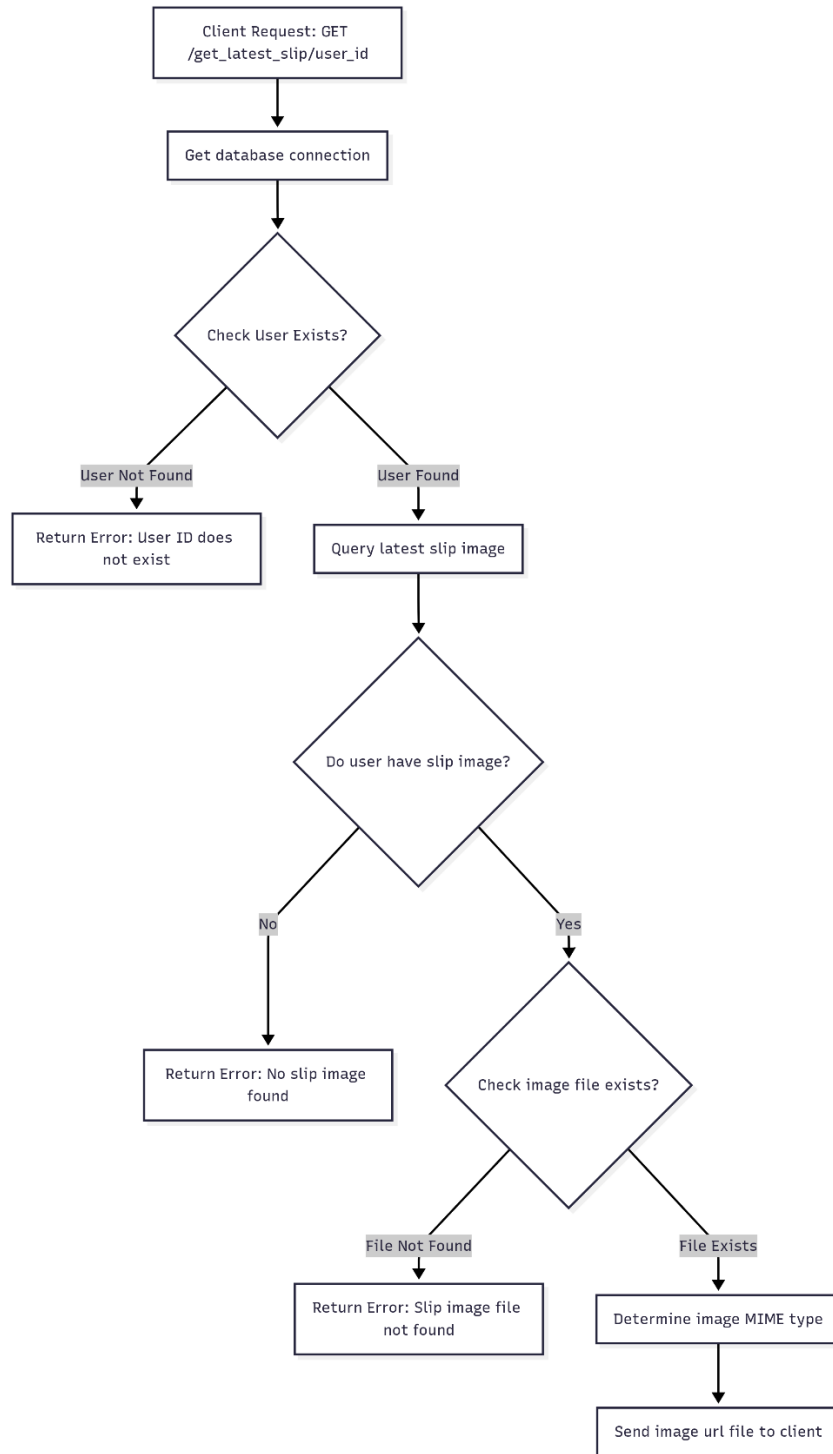 Client Request: GET
/get_latest_slip/user_id
Get database connection
Check User Exists?
User Not Found
User Found
Return Error: User ID does
not exist
Query latest slip image
Do user have slip image?
No
Yes
Return Error: No slip image
found
Check image file exists?
File Not Found
File Exists
Return Error: Slip image file
not found
Determine image MIME type
Send image url file to client